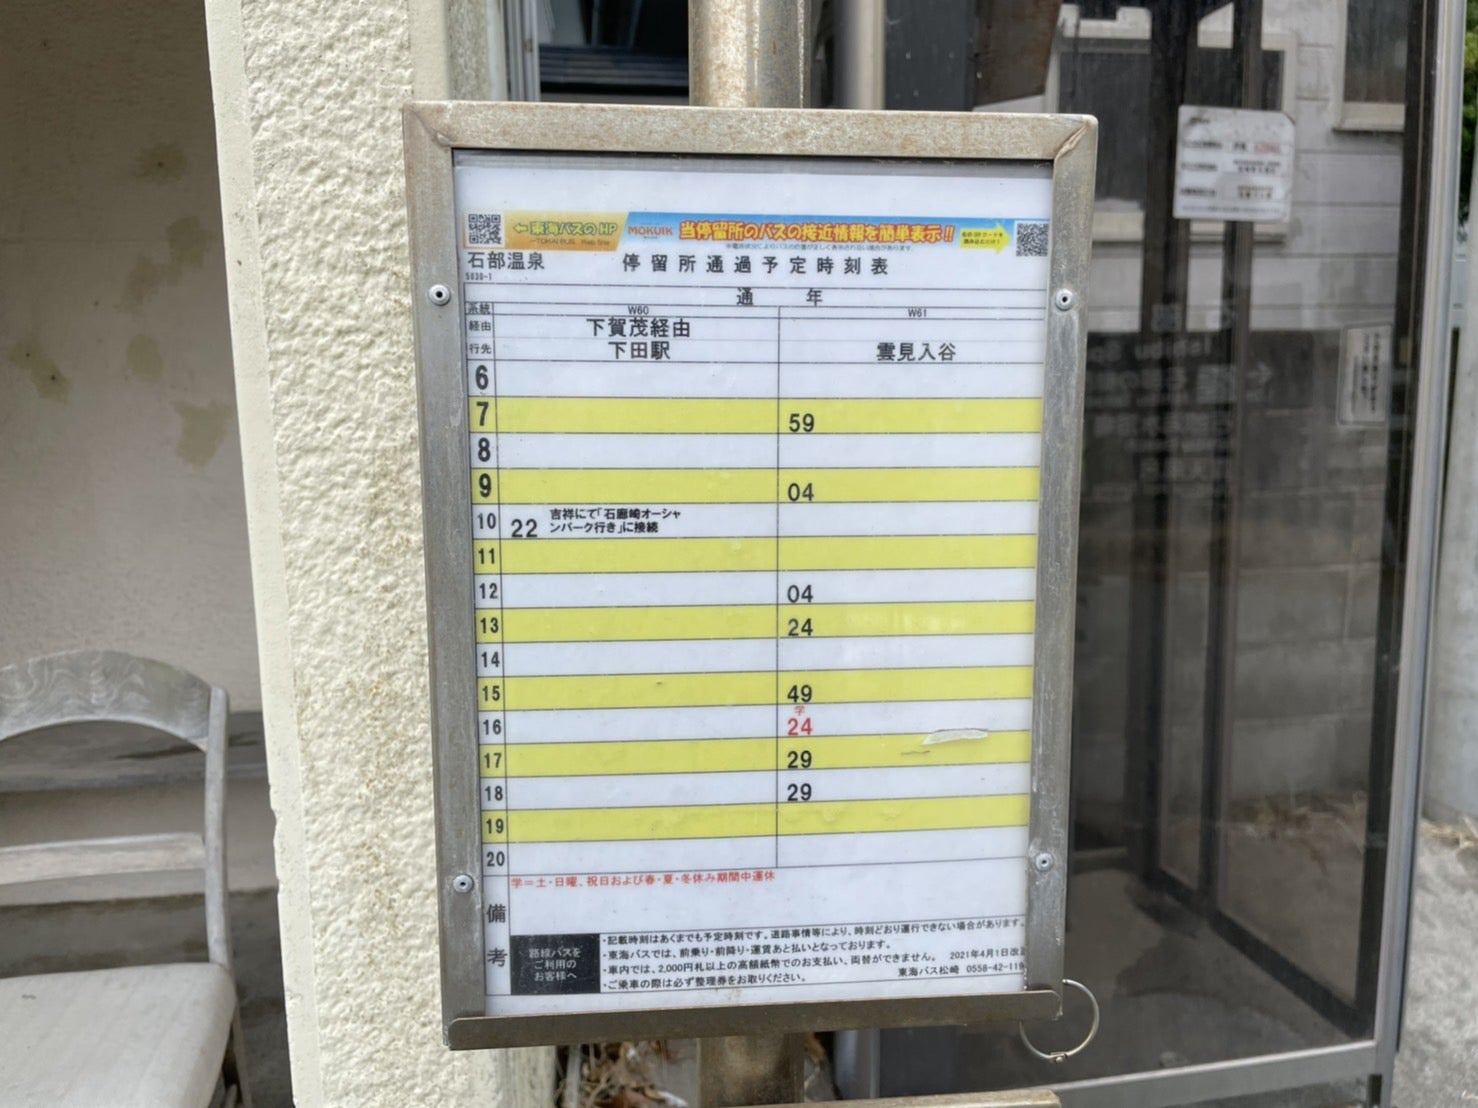 ←東海バスのHP
TOKAI BUS Web Site
MOKUIK
当停留所のバスの接近情報を簡単表示!!
石部温泉
5030-1
停留所通過予定時刻表
通 年
系統 W60 W61
経由 下賀茂経由
行先 下田駅 雲見入谷
6
7 59
8
9 04
10 22 吉祥にて「石廊崎オーシャ
ンパーク行き」に接続
11
12 04
13 24
14
15 49
学
16 24
17 29
18 29
19
20
学=土・日曜、祝日および春・夏・冬休み期間中運休
備考
路線バスを
ご利用の
お客様へ
・記載時刻はあくまでも予定時刻です。道路事情等により、時刻どおり運行できない場合があります。
・東海バスでは、前乗り・前降り・運賃あと払いとなっております。
・車内では、2,000円札以上の高額紙幣でのお支払い、両替ができません。 2021年4月1日改
・ご乗車の際は必ず整理券をお取りください。 東海バス松崎 0558-42-119